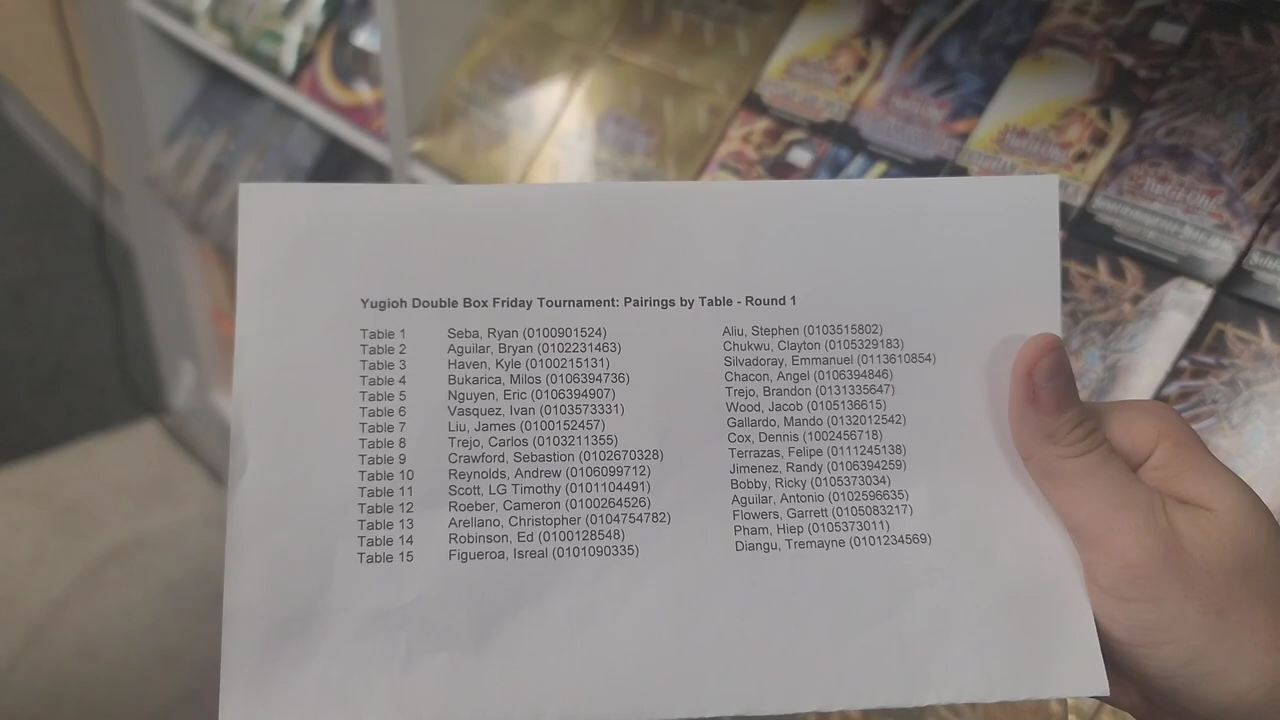 Yugioh Double Box Friday Tournament: Pairings by Table - Round 1
Table 1 Seba, Ryan (0100901524) Aliu, Stephen (0103515802)
Table 2 Aguilar, Bryan (0102231463) Chukwu, Clayton (0105329183)
Table 3 Haven, Kyle (0100215131) Silvadoray, Emmanuel (0113610854)
Table 4 Bukarica, Milos (0106394736) Chacon, Angel (0106394846)
Table 5 Nguyen, Eric (0106394907) Trejo, Brandon (0131335647)
Table 6 Vasquez, Ivan (0103573331) Wood, Jacob (0105136615)
Table 7 Liu, James (0100152457) Gallardo, Mando (0132012542)
Table 8 Trejo, Carlos (0103211355) Cox, Dennis (1002456718)
Table 9 Crawford, Sebastion (0102670328) Terrazas, Felipe (0111245138)
Table 10 Reynolds, Andrew (0106099712) Jimenez, Randy (0106394259)
Table 11 Scott, LG Timothy (0101104491) Bobby, Ricky (0105373034)
Table 12 Roeber, Cameron (0100264526) Aguilar, Antonio (0102596635)
Table 13 Arellano, Christopher (0104754782) Flowers, Garrett (0105083217)
Table 14 Robinson, Ed (0100128548) Pham, Hiep (0105373011)
Table 15 Figueroa, Isreal (0101090335) Diangu, Tremayne (0101234569)